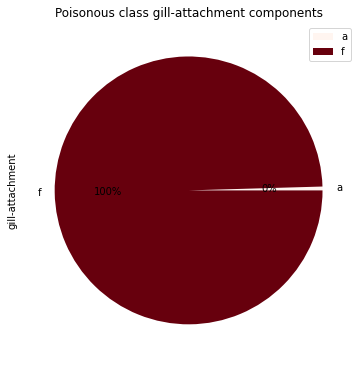 Poisonous class gill-attachment components
a
f
gill-attachment
f
100%
0%
a